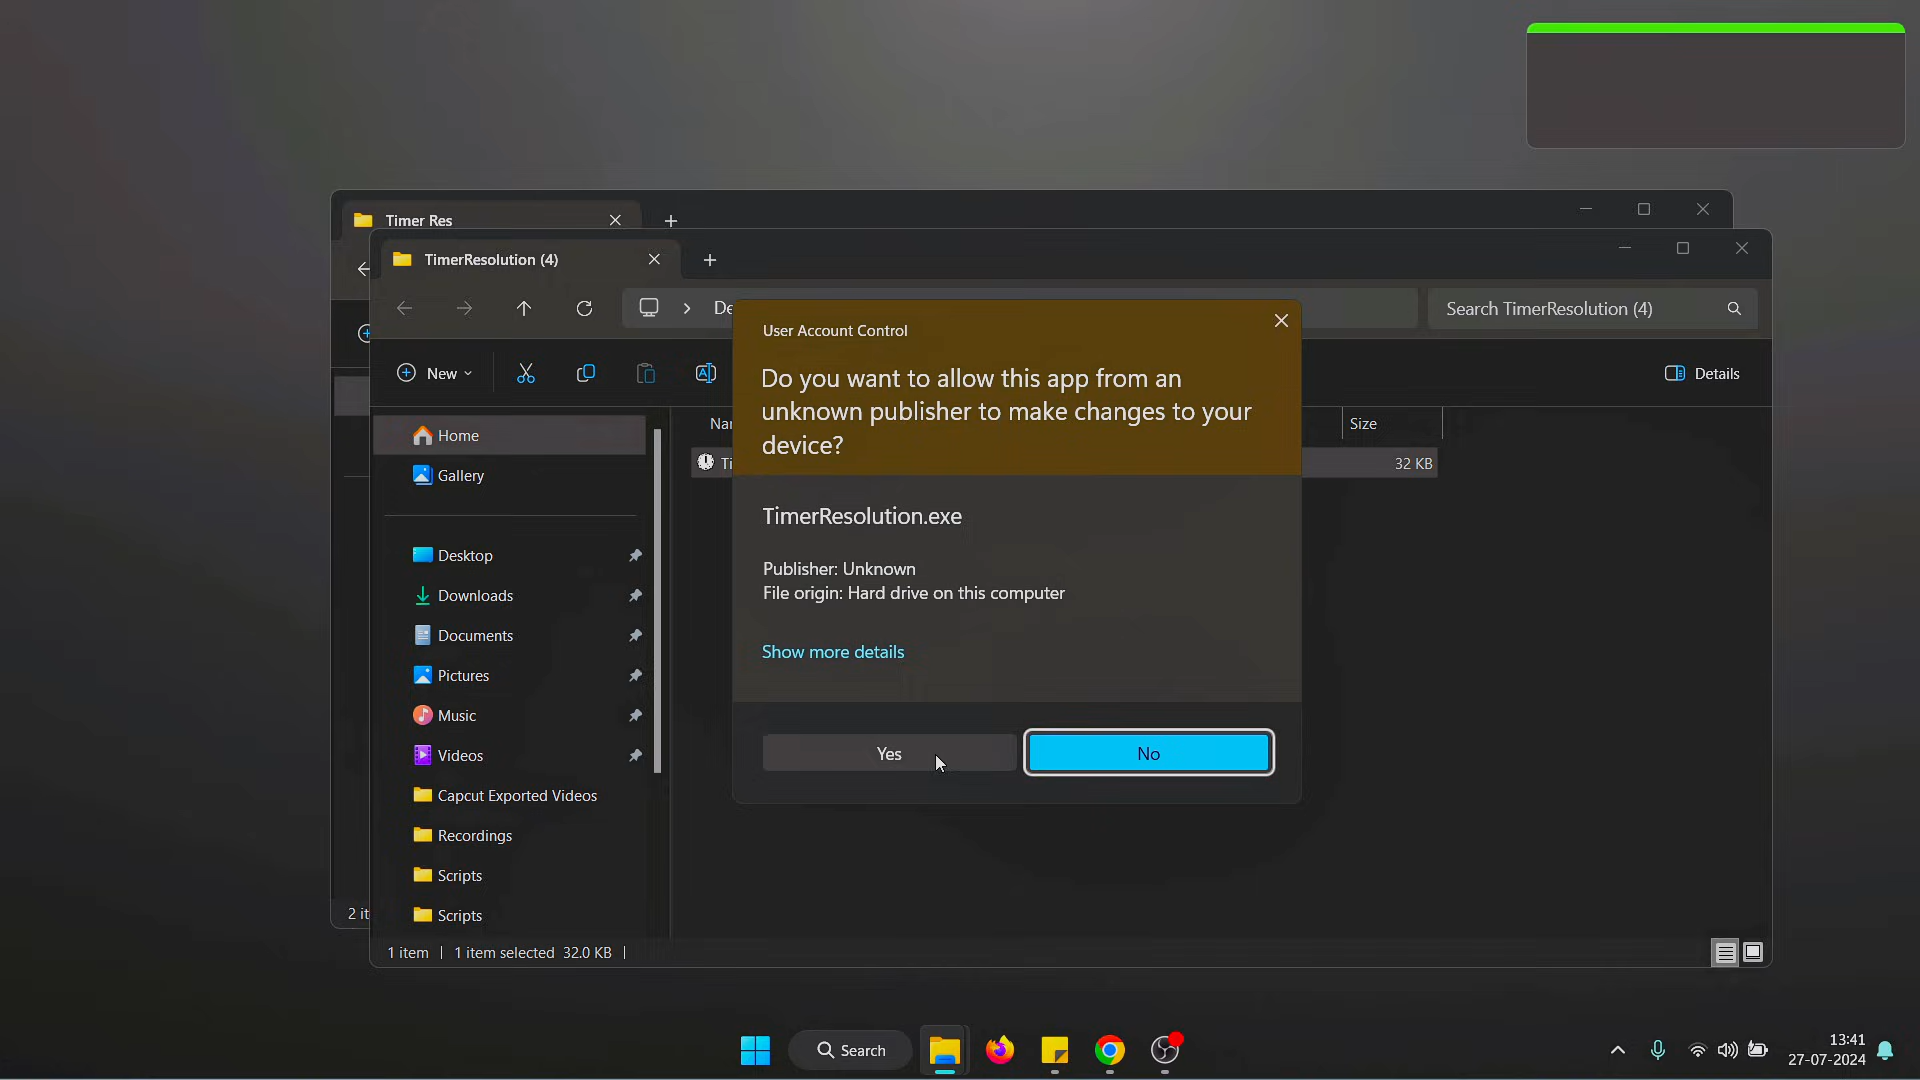 Timer Res
TimerResolution (4)
Search TimerResolution (4)
New
Details
User Account Control
Do you want to allow this app from an
unknown publisher to make changes to your
device?
Size
32 KB
TimerResolution.exe
Publisher: Unknown
File origin: Hard drive on this computer
Show more details
Yes
No
Home
Gallery
Desktop
Downloads
Documents
Pictures
Music
Videos
Capcut Exported Videos
Recordings
Scripts
Scripts
1 item
1 item selected 32.0 KB
Search
13:41
27-07-2024